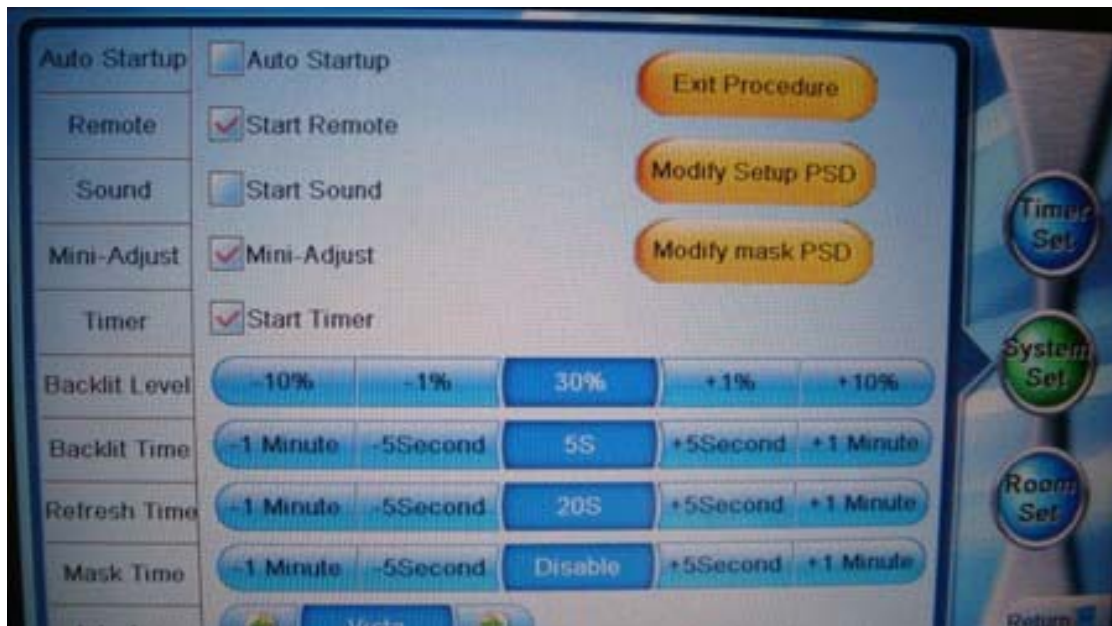 Auto Startup
Auto Startup
Exit Procedure
Remote
Start Remote
Modify Setup PSD
Sound
Start Sound
Timer
Set
Mini-Adjust
Mini-Adjust
Modify mask PSD
Timer
Start Timer
System
Set
Backlit Level
-10% -1% 30% +1% +10%
Backlit Time
-1 Minute -5Second 5S +5Second +1 Minute
Refresh Time
-1 Minute -5Second 20S +5Second +1 Minute
Room
Set
Mask Time
-1 Minute -5Second Disable +5Second +1 Minute
Vista
Return